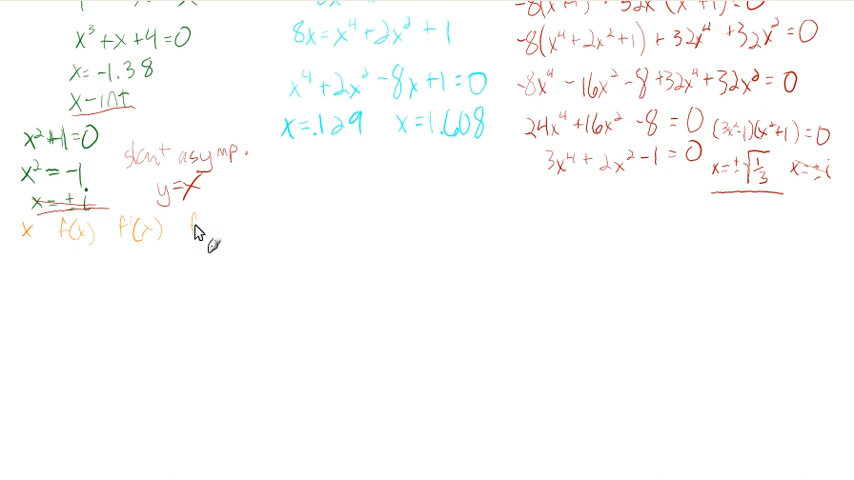 x³+x+4=0
x=-1.38
x-int
x²+1=0
x²=-1
x=±i
slant asymp.
y=x
x f(x) f'(x) f
8x=x⁴+2x²+1
x⁴+2x²-8x+1=0
x=.129 x=1.608
-8(x⁴+2x²+1)+32x⁴+32x²=0
-8x⁴-16x²-8+32x⁴+32x²=0
24x⁴+16x²-8=0 (3x²-1)(x²+1)=0
3x⁴+2x²-1=0 x=±√(1/3) x=±i